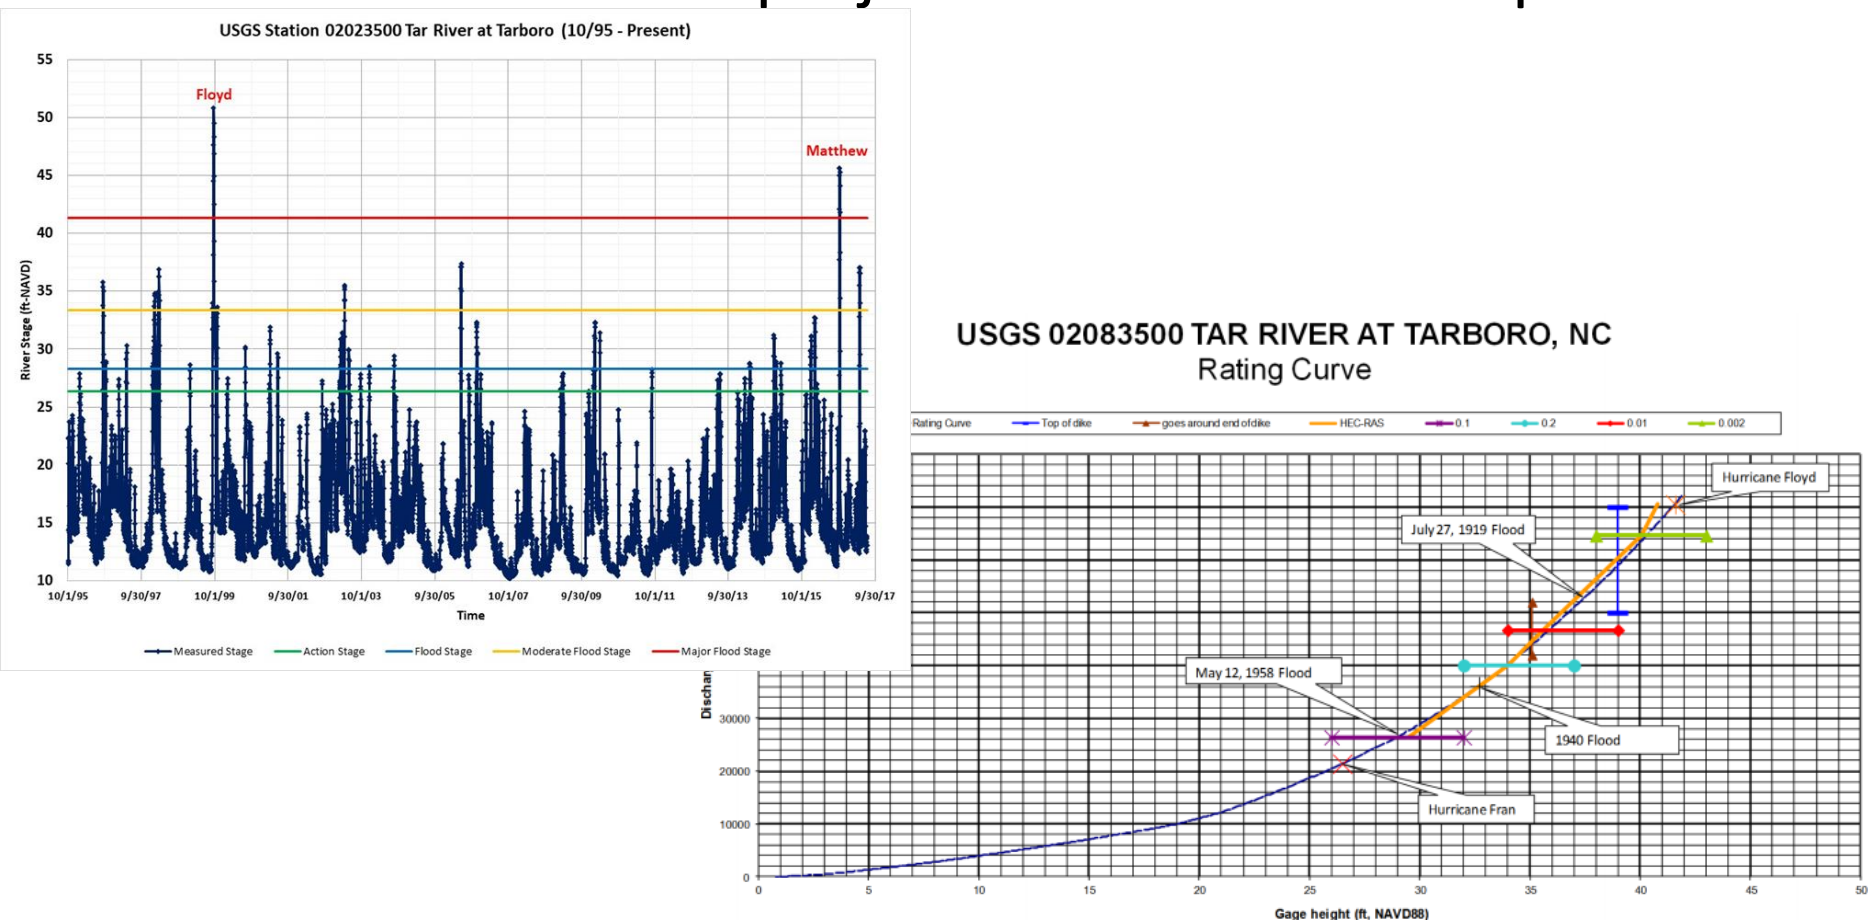 USGS Station 02023500 Tar River at Tarboro (10/95 - Present)
55
50
45
40
35
30
25
20
15
10
River Stage (ft-NAVD)
Floyd
Matthew
10/1/95 9/30/97 10/1/99 9/30/01 10/1/03 9/30/05 10/1/07 9/30/09 10/1/11 9/30/13 10/1/15 9/30/17
Time
Measured Stage Action Stage Flood Stage Moderate Flood Stage Major Flood Stage
USGS 02083500 TAR RIVER AT TARBORO, NC
Rating Curve
Rating Curve Top of dike goes around end of dike HEC-RAS 0.1 0.2 0.01 0.002
Hurricane Floyd
July 27, 1919 Flood
May 12, 1958 Flood
1940 Flood
Hurricane Fran
30000
20000
10000
0
0 5 10 15 20 25 30 35 40 45 50
Gage height (ft, NAVD88)